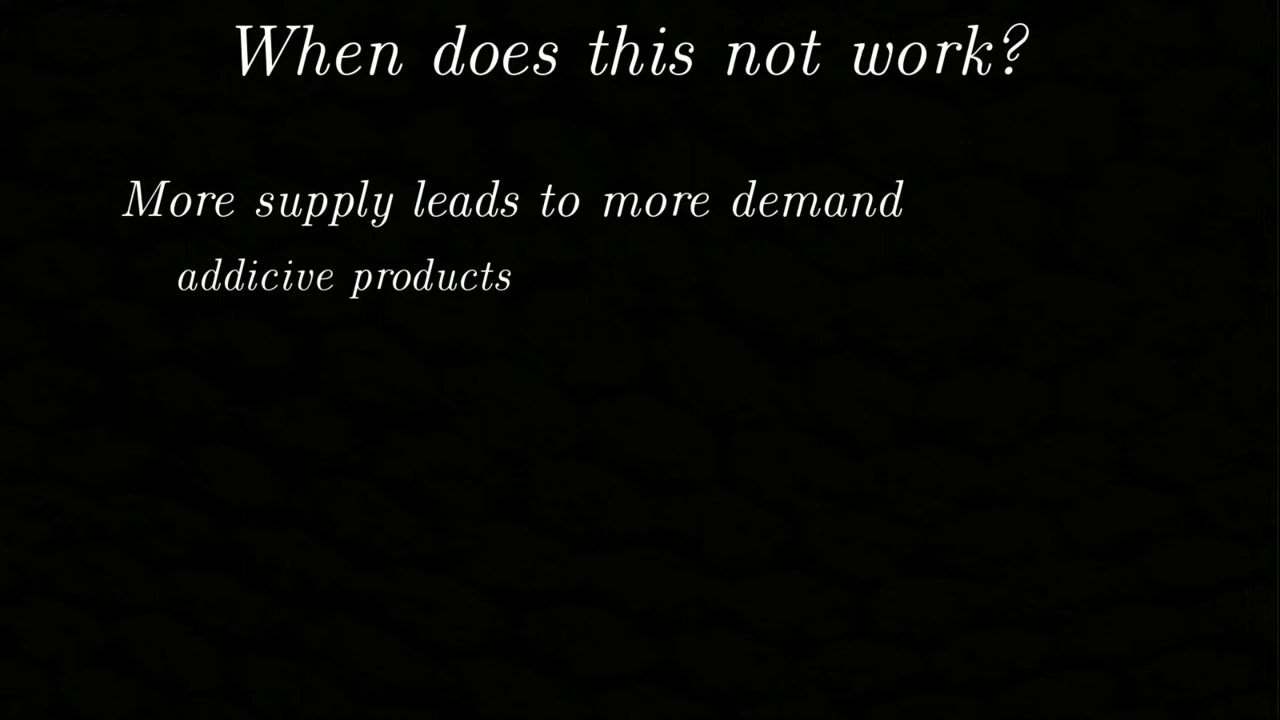 When does this not work?
More supply leads to more demand
addicive products